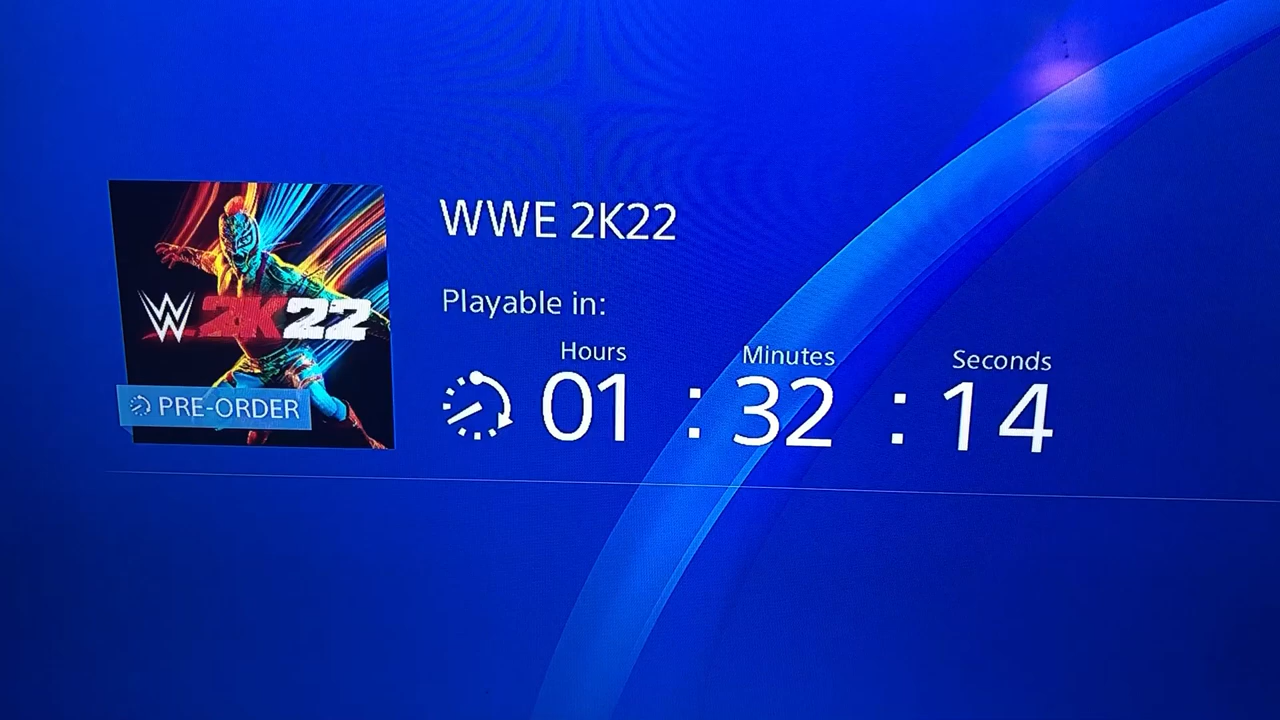 WWE 2K22
Playable in:
Hours Minutes Seconds
01 : 32 : 14
W 2K22
PRE-ORDER